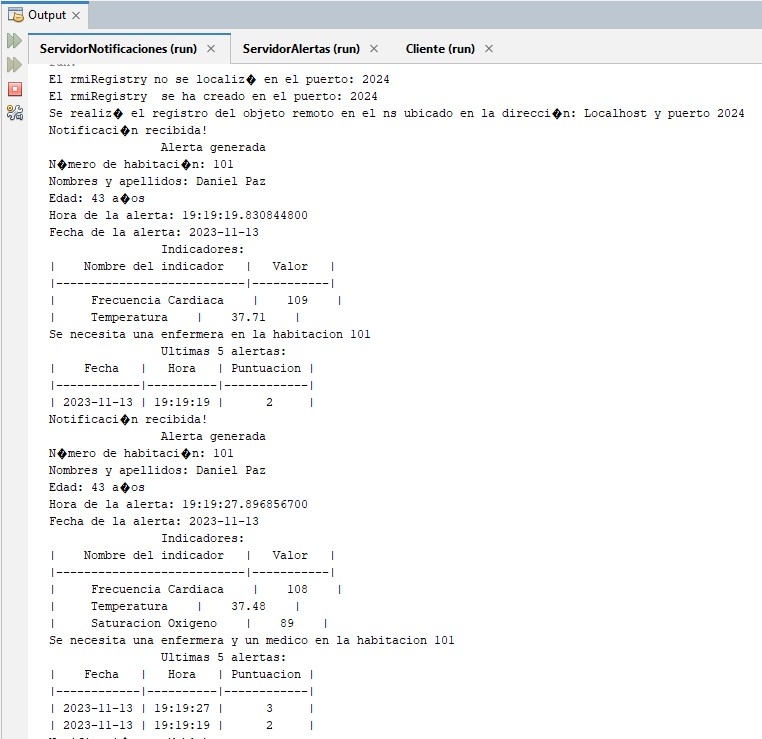 Output
ServidorNotificaciones (run) ServidorAlertas (run) Cliente (run)
El rmiRegistry no se localiz� en el puerto: 2024
El rmiRegistry  se ha creado en el puerto: 2024
Se realiz� el registro del objeto remoto en el ns ubicado en la direcci�n: Localhost y puerto 2024
Notificaci�n recibida!
Alerta generada
N�mero de habitaci�n: 101
Nombres y apellidos: Daniel Paz
Edad: 43 a�os
Hora de la alerta: 19:19:19.830844800
Fecha de la alerta: 2023-11-13
Indicadores:
|    Nombre del indicador   |   Valor   |
|---------------------------|-----------|
|     Frecuencia Cardiaca    |    109    |
|     Temperatura    |    37.71    |
Se necesita una enfermera en la habitacion 101
Ultimas 5 alertas:
|    Fecha   |   Hora   | Puntuacion |
|------------|----------|------------|
| 2023-11-13 | 19:19:19 |      2     |
Notificaci�n recibida!
Alerta generada
N�mero de habitaci�n: 101
Nombres y apellidos: Daniel Paz
Edad: 43 a�os
Hora de la alerta: 19:19:27.896856700
Fecha de la alerta: 2023-11-13
Indicadores:
|    Nombre del indicador   |   Valor   |
|---------------------------|-----------|
|     Frecuencia Cardiaca    |    108    |
|     Temperatura    |    37.48    |
|     Saturacion Oxigeno    |    89    |
Se necesita una enfermera y un medico en la habitacion 101
Ultimas 5 alertas:
|    Fecha   |   Hora   | Puntuacion |
|------------|----------|------------|
| 2023-11-13 | 19:19:27 |      3     |
| 2023-11-13 | 19:19:19 |      2     |